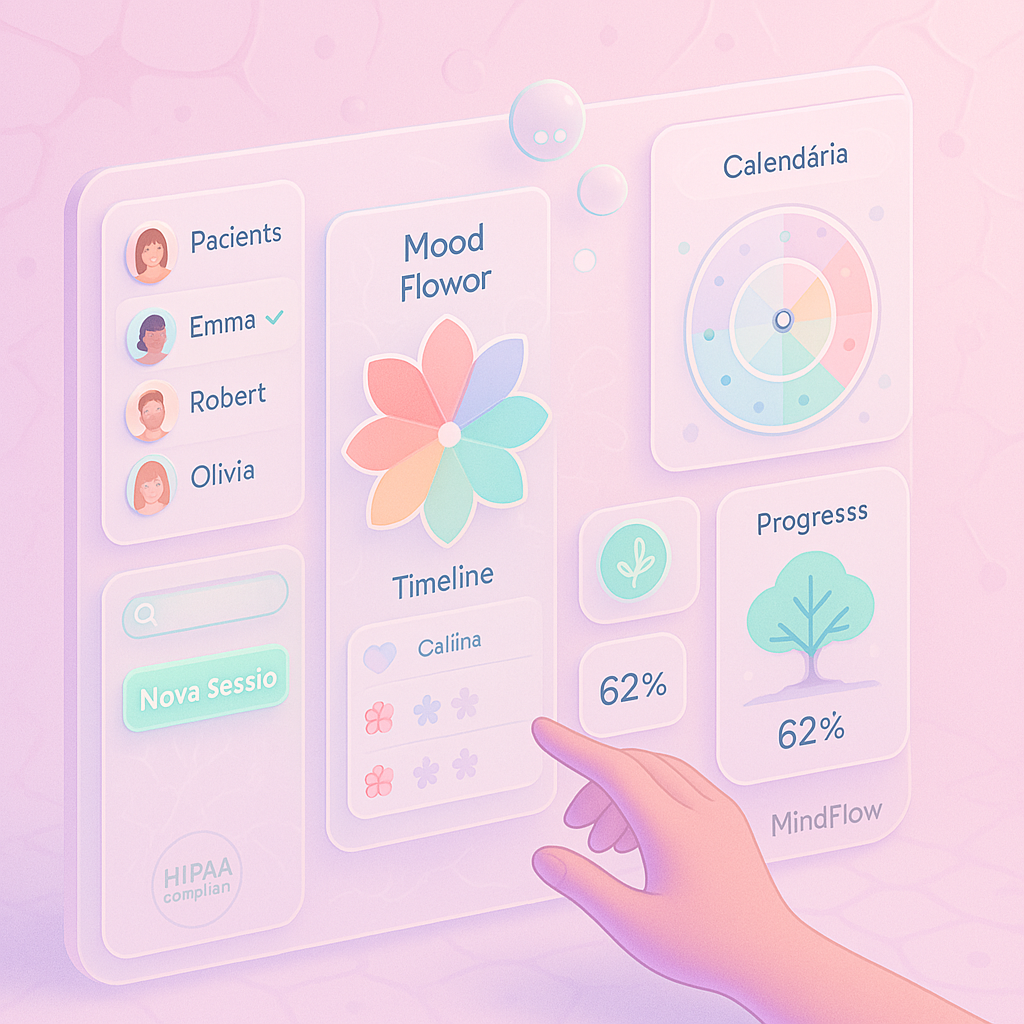 Pacients
Emma
Robert
Olivia
Nova Sessio
HIPAA
complian
Mood
Flowor
Timeline
Caliina
Calendária
62%
Progresss
62%
MindFlow